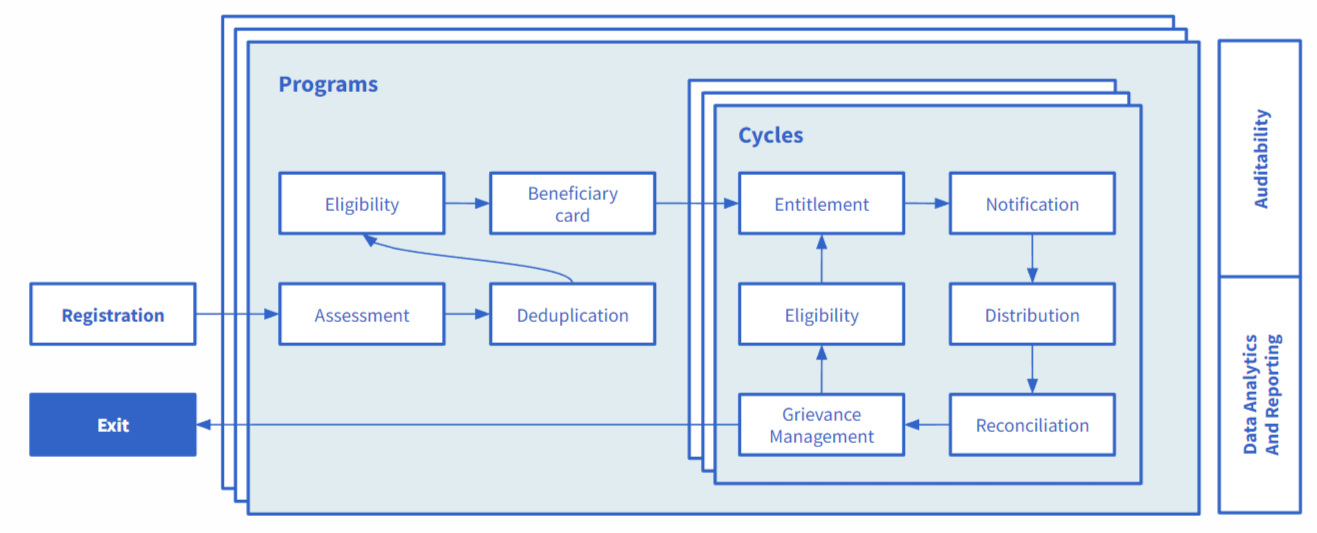 Programs
Cycles
Eligibility
Beneficiary
card
Entitlement
Notification
Registration
Assessment
Deduplication
Eligibility
Distribution
Exit
Grievance
Management
Reconciliation
Auditability
Data Analytics
And Reporting